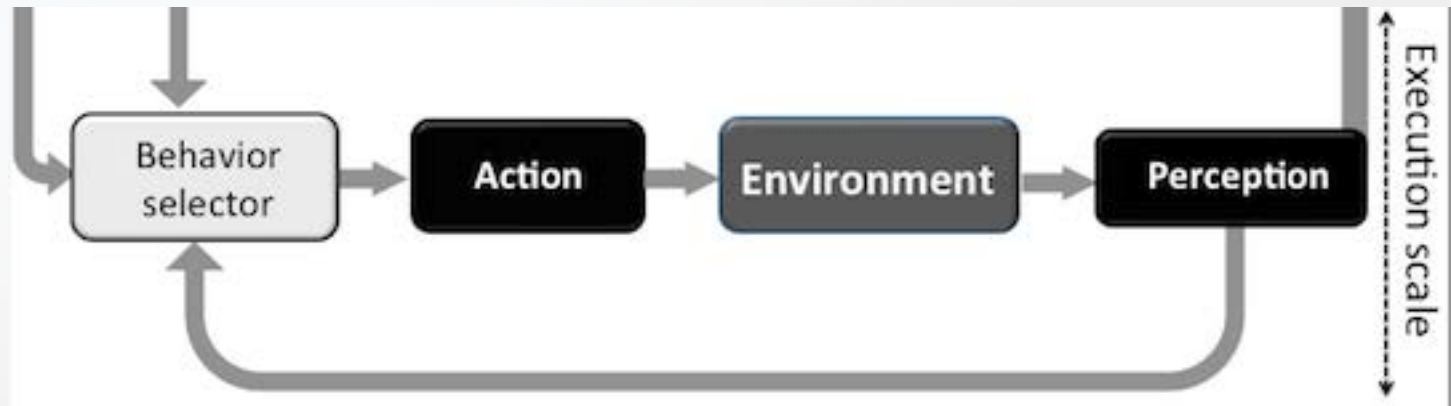 Behavior
selector
Action
Environment
Perception
Execution scale